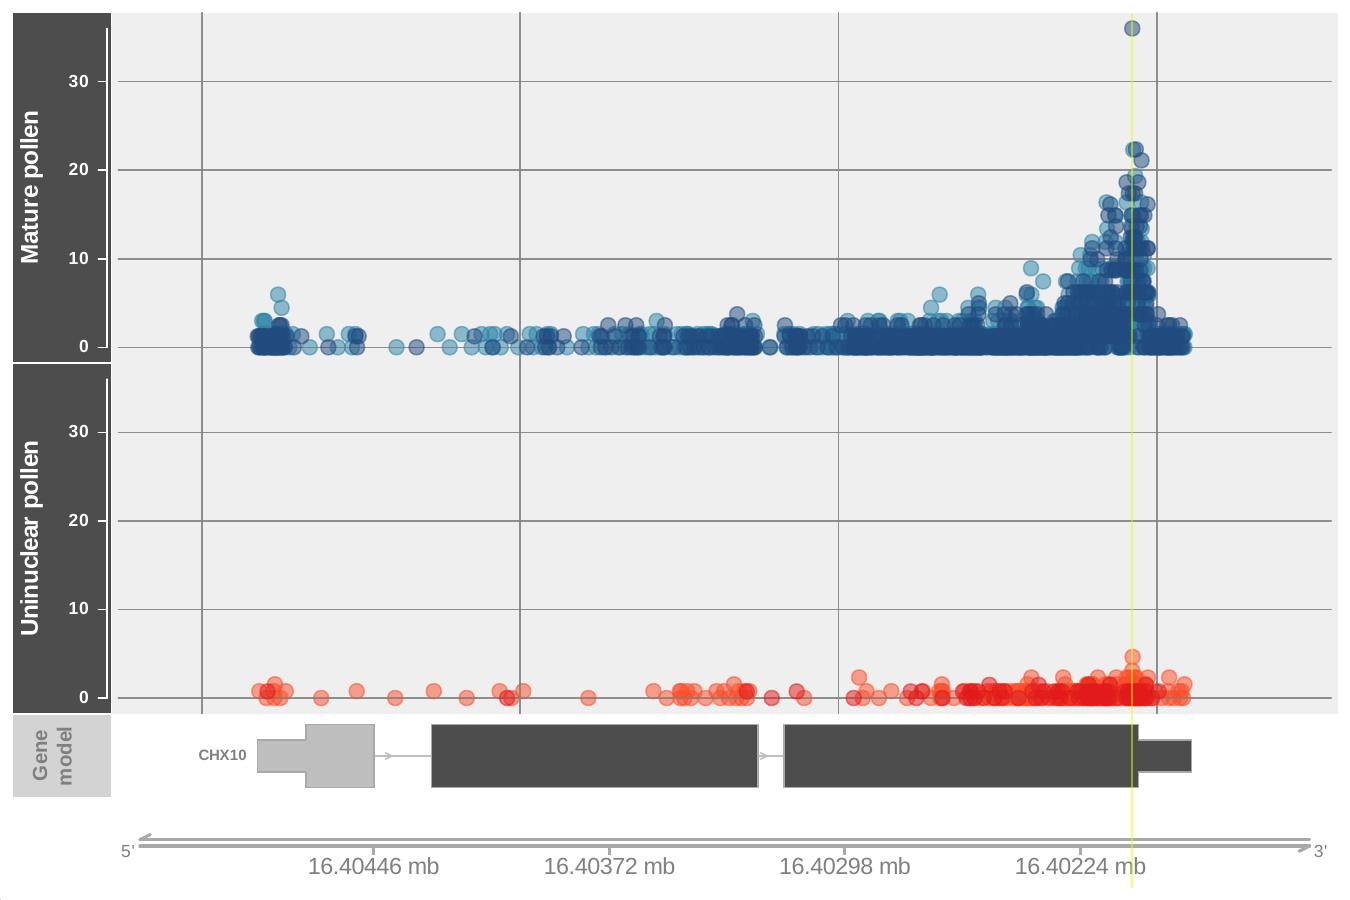 Mature pollen
30
20
10
0
Uninuclear pollen
30
20
10
0
Gene
model
CHX10
5'
3'
16.40446 mb
16.40372 mb
16.40298 mb
16.40224 mb